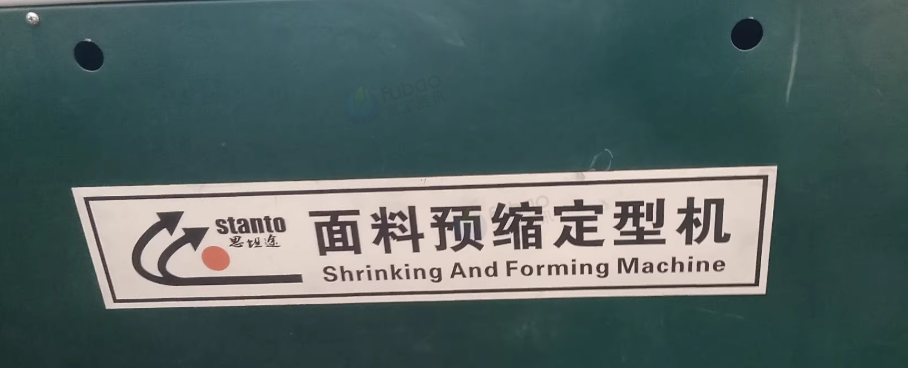 stanto
思坦途
面料预缩定型机
Shrinking And Forming Machine